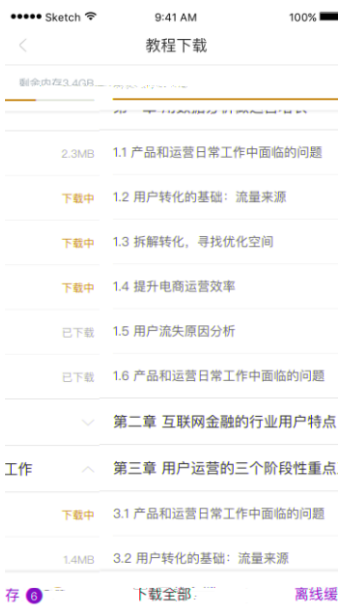 ●●●●● Sketch 9:41 AM 100%
教程下载
剩余内存3.4GB
2.3MB 1.1 产品和运营日常工作中面临的问题
下载中 1.2 用户转化的基础：流量来源
下载中 1.3 拆解转化，寻找优化空间
下载中 1.4 提升电商运营效率
已下载 1.5 用户流失原因分析
已下载 1.6 产品和运营日常工作中面临的问题
第二章 互联网金融的行业用户特点
工作 第三章 用户运营的三个阶段性重点
下载中 3.1 产品和运营日常工作中面临的问题
1.4MB 3.2 用户转化的基础：流量来源
存 6 下载全部 离线缓